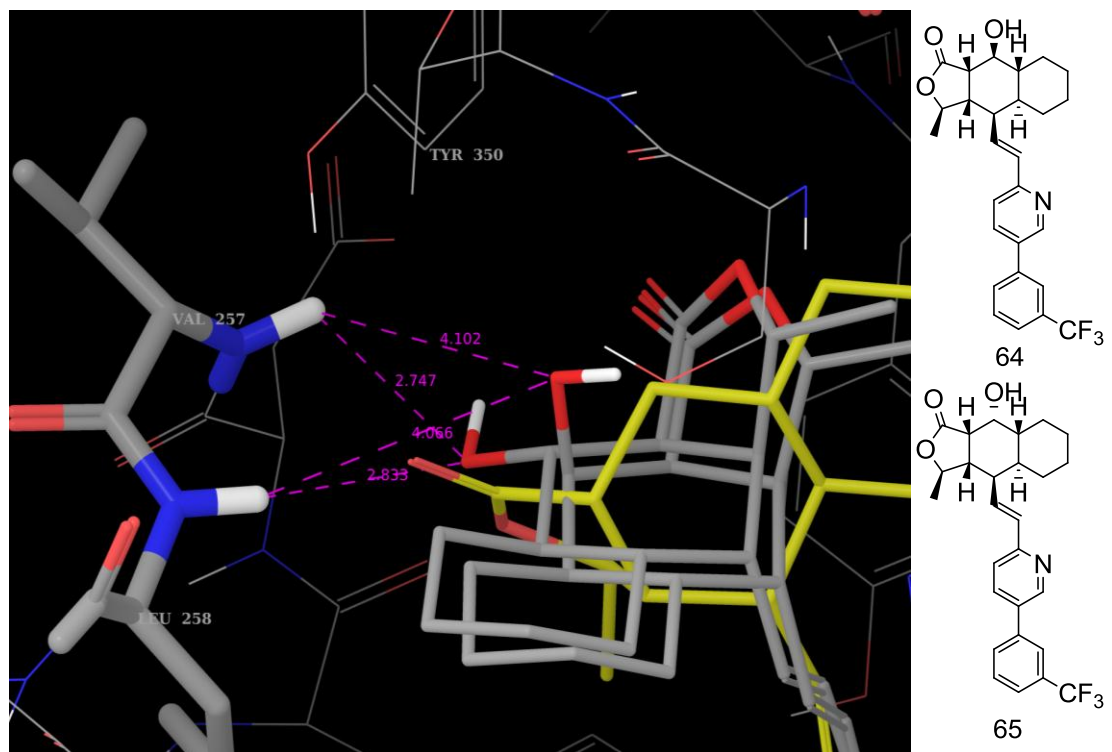 TYR 350
VAL 257
4.102
2.747
4.066
2.833
LEU 258
OH
O
H
H
O
H
H
N
CF3
64
OH
O
H
H
O
H
H
N
CF3
65